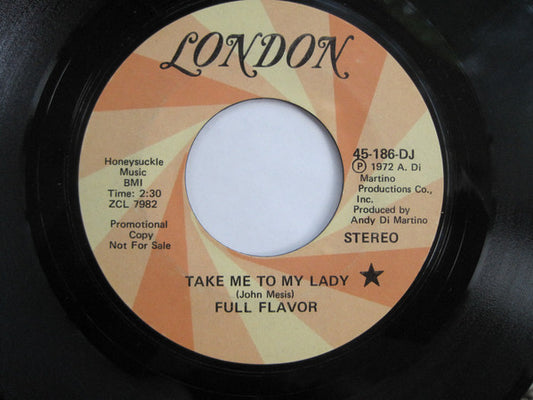 LONDON
Honeysuckle
Music
BMI
Time: 2:30
ZCL 7982
Promotional
Copy
Not For Sale
45-186-DJ
Ⓟ 1972 A. Di
Martino
Productions Co.,
Inc.
Produced by
Andy Di Martino
STEREO
TAKE ME TO MY LADY ★
(John Mesis)
FULL FLAVOR